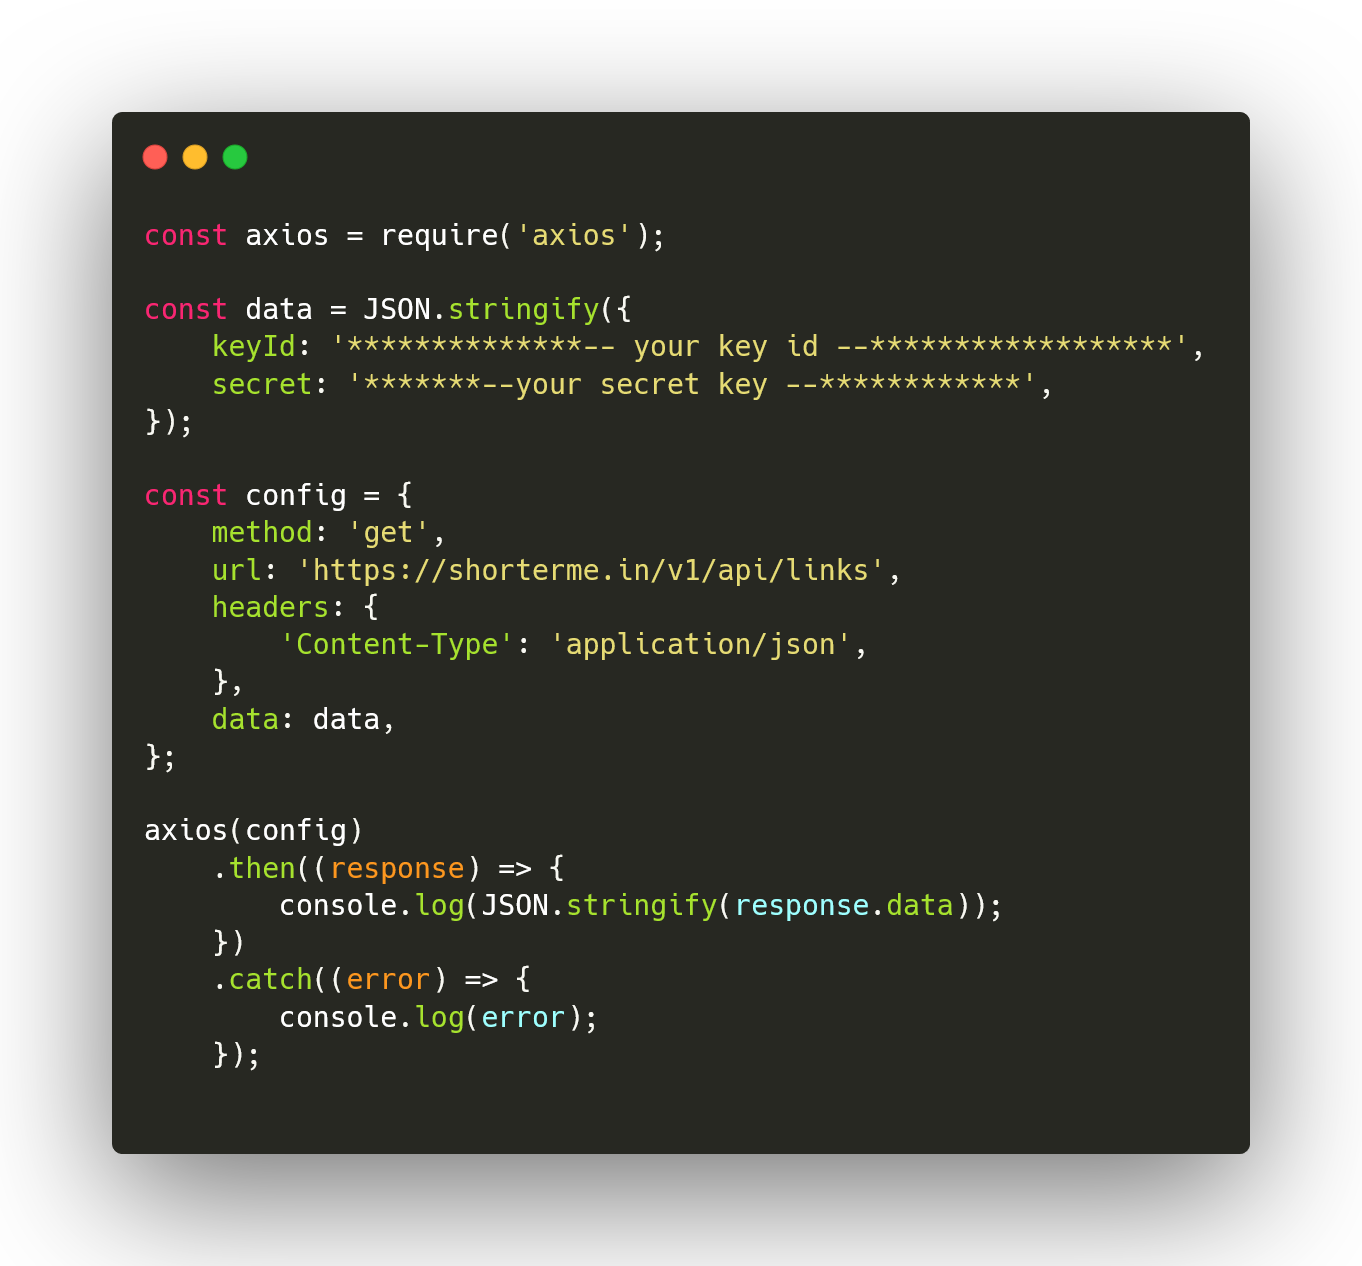 const axios = require('axios');
const data = JSON.stringify({
    keyId: '**************-- your key id --******************',
    secret: '*******--your secret key --************',
});
const config = {
    method: 'get',
    url: 'https://shorterme.in/v1/api/links',
    headers: {
        'Content-Type': 'application/json',
    },
    data: data,
};
axios(config)
    .then((response) => {
        console.log(JSON.stringify(response.data));
    })
    .catch((error) => {
        console.log(error);
    });